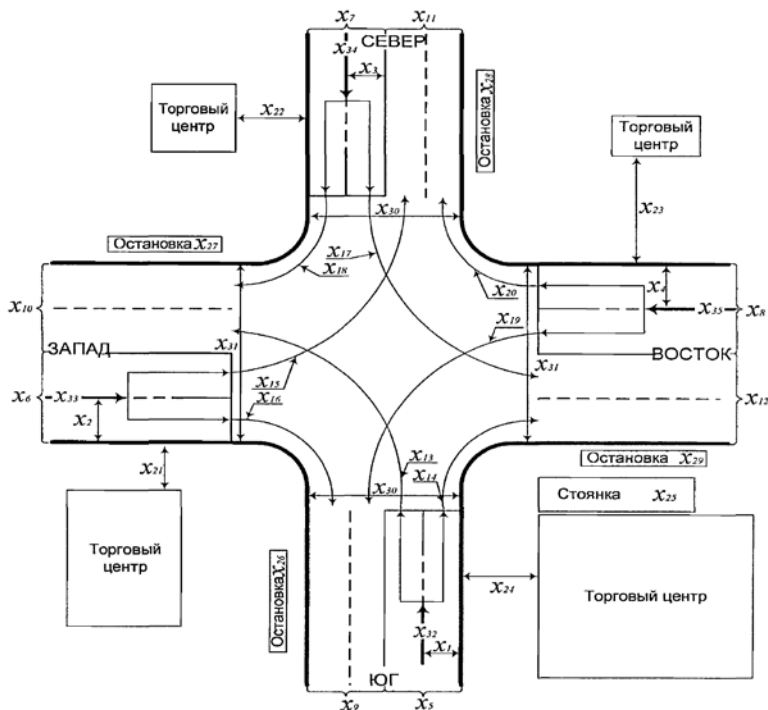 x7
x11
СЕВЕР
x34
x3
Остановка x28
Торговый
центр
x22
Торговый
центр
x23
x30
Остановка x27
x17
x18
x20
x4
x10
x35
x8
x19
ЗАПАД
x31
x31
ВОСТОК
x6
x33
x15
x16
x12
x2
x13
x21
x14
Остановка x29
x30
Стоянка x25
Торговый
центр
Остановка x26
x24
Торговый центр
x32
x1
ЮГ
x9
x5